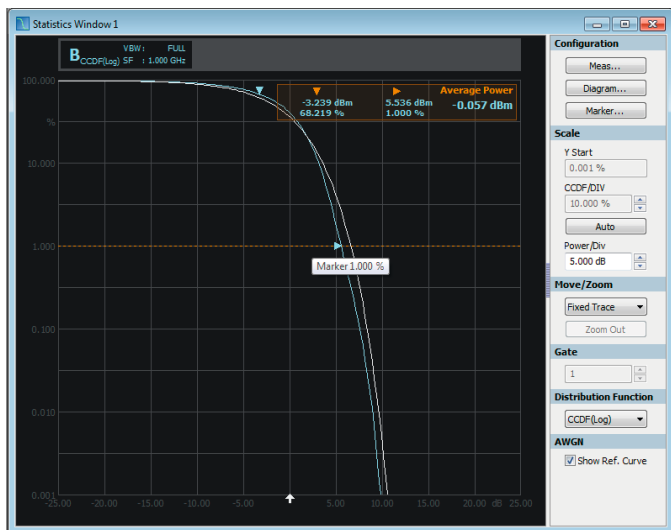 Statistics Window 1
B CCDF(Log) VBW: FULL
SF : 1.000 GHz
Configuration
Meas...
Diagram...
Marker...
Scale
Y Start
0.001 %
CCDF/DIV
10.000 %
Auto
Power/Div
5.000 dB
Move/Zoom
Fixed Trace
Zoom Out
Gate
1
Distribution Function
CCDF(Log)
AWGN
Show Ref. Curve
100.000
%
10.000
1.000
0.100
0.010
0.001
Average Power
-3.239 dBm 5.536 dBm -0.057 dBm
68.219 % 1.000 %
Marker 1.000 %
-25.00 -20.00 -15.00 -10.00 -5.00 5.00 10.00 15.00 20.00 dB 25.00